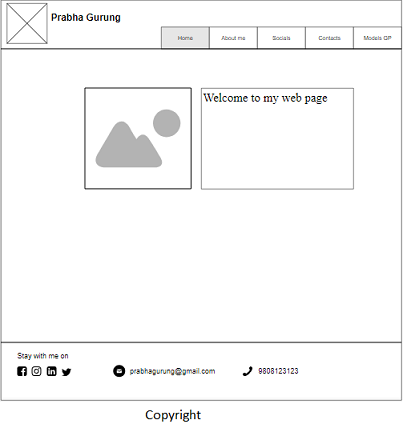 Prabha Gurung
Home About me Socials Contacts Models GP
Welcome to my web page
Stay with me on
prabhagurung@gmail.com 9808123123
Copyright